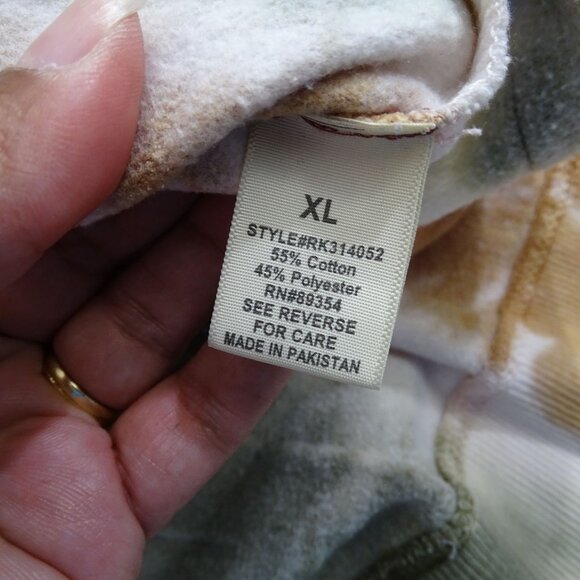 XL
STYLE#RK314052
55% Cotton
45% Polyester
RN#89354
SEE REVERSE
FOR CARE
MADE IN PAKISTAN